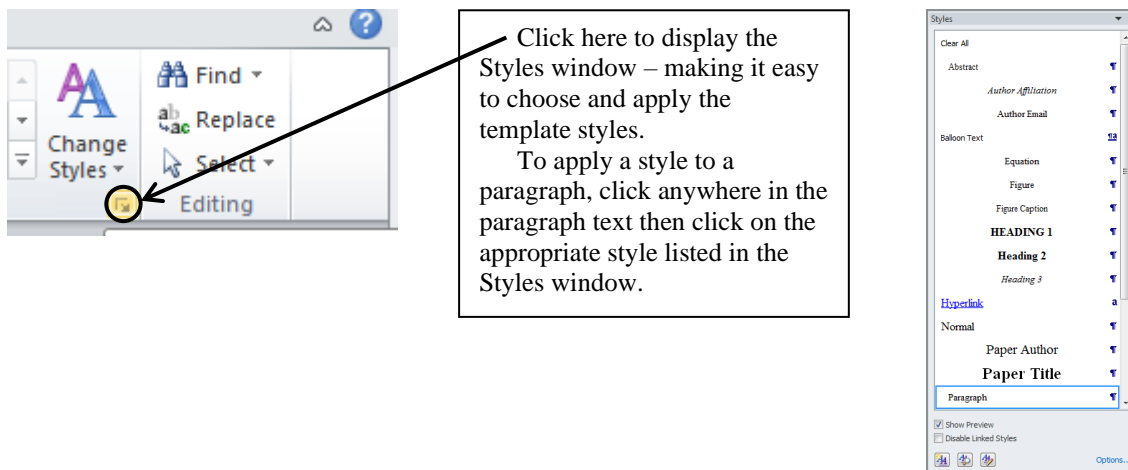 Find
Replace
Change
Styles
Select
Editing
Click here to display the
Styles window – making it easy
to choose and apply the
template styles.
To apply a style to a
paragraph, click anywhere in the
paragraph text then click on the
appropriate style listed in the
Styles window.
Styles
Clear All
Abstract
Author Affiliation
Author Email
Balloon Text
Equation
Figure
Figure Caption
HEADING 1
Heading 2
Heading 3
Hyperlink
Normal
Paper Author
Paper Title
Paragraph
Show Preview
Disable Linked Styles
Options...